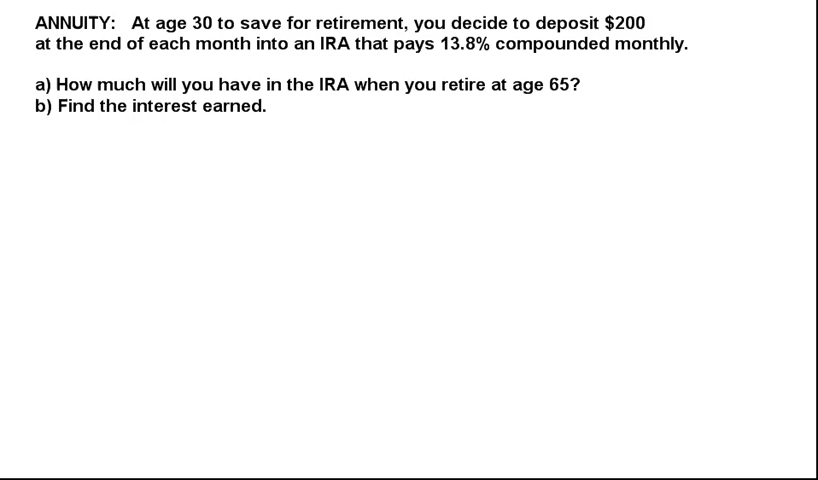 ANNUITY: At age 30 to save for retirement, you decide to deposit $200
at the end of each month into an IRA that pays 13.8% compounded monthly.
a) How much will you have in the IRA when you retire at age 65?
b) Find the interest earned.